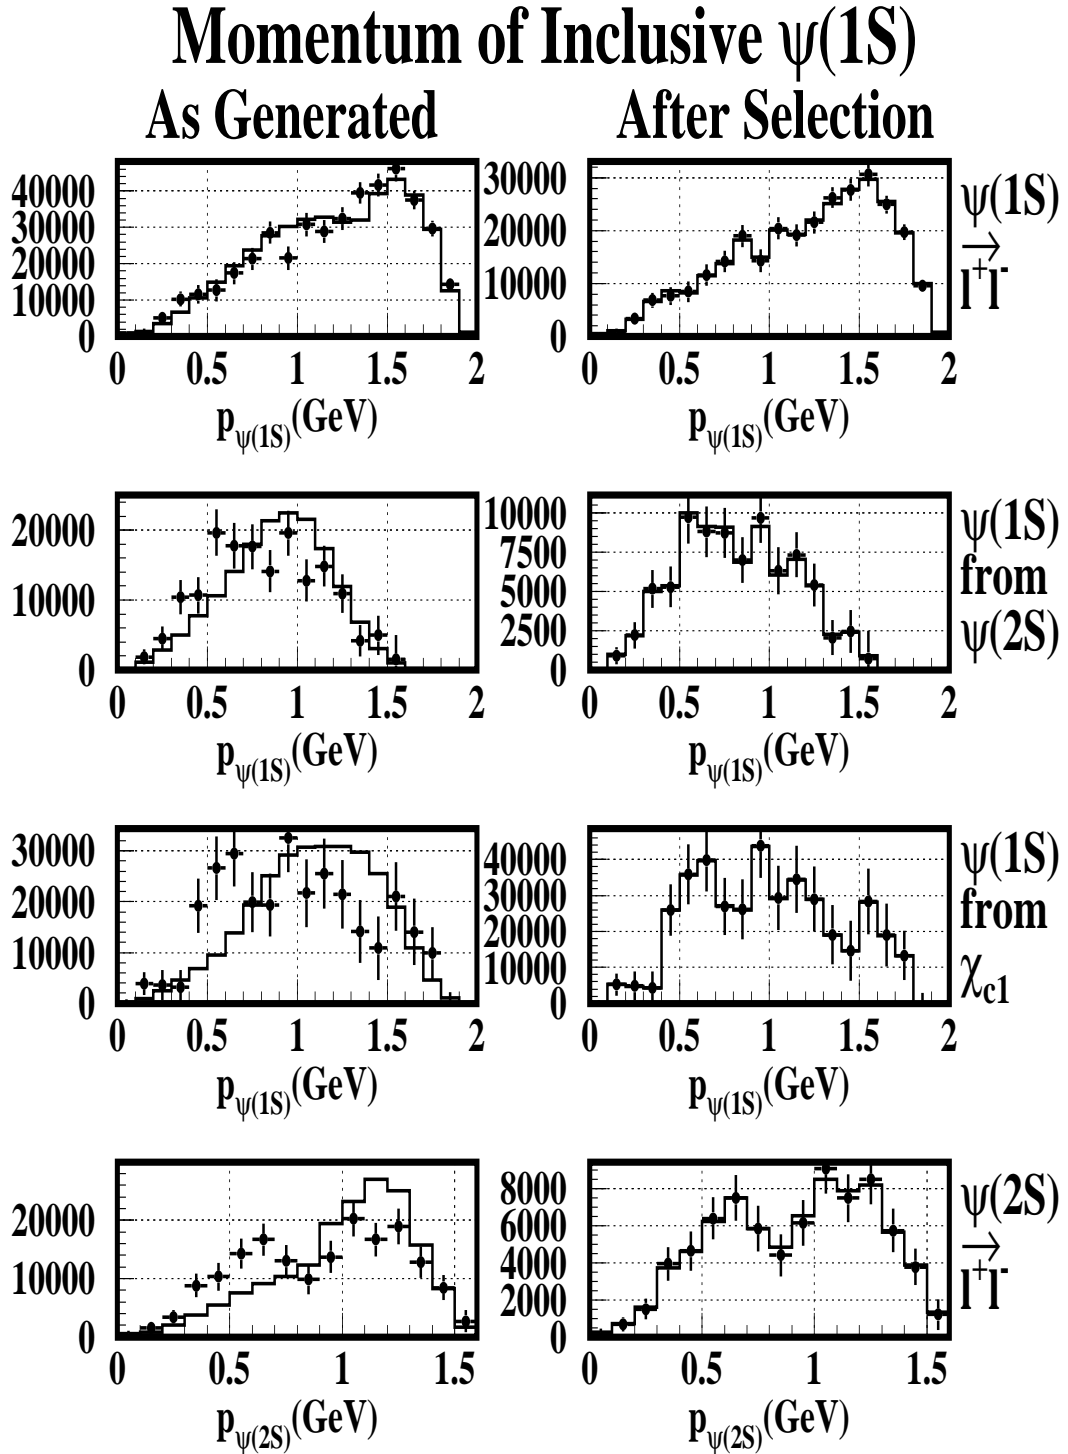 Momentum of Inclusive ψ(1S)
As Generated
After Selection
40000
30000
20000
10000
0
0 0.5 1 1.5 2
p_ψ(1S)(GeV)
30000
20000
10000
0
0 0.5 1 1.5 2
p_ψ(1S)(GeV)
ψ(1S)
→
l⁺l⁻
20000
10000
0
0 0.5 1 1.5 2
p_ψ(1S)(GeV)
10000
7500
5000
2500
0
0 0.5 1 1.5 2
p_ψ(1S)(GeV)
ψ(1S)
from
ψ(2S)
30000
20000
10000
0
0 0.5 1 1.5 2
p_ψ(1S)(GeV)
40000
30000
20000
10000
0
0 0.5 1 1.5 2
p_ψ(1S)(GeV)
ψ(1S)
from
χ_c1
20000
10000
0
0 0.5 1 1.5
p_ψ(2S)(GeV)
8000
6000
4000
2000
0
0 0.5 1 1.5
p_ψ(2S)(GeV)
ψ(2S)
→
l⁺l⁻